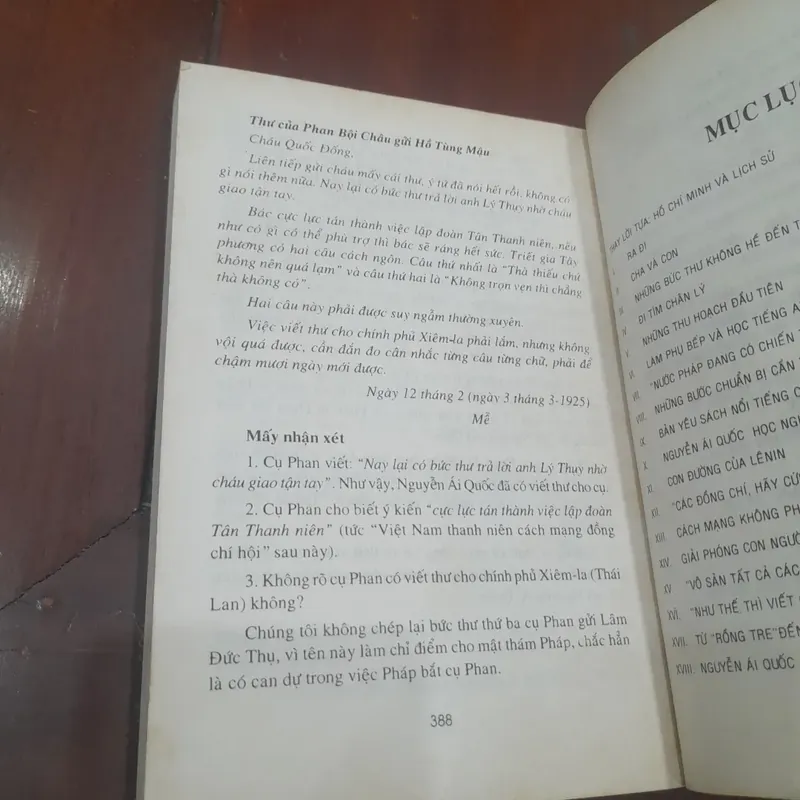 Thư của Phan Bội Châu gửi Hồ Tùng Mậu
Cháu Quốc Đống,
Liên tiếp gửi cháu mấy cái thư, ý tứ đã nói hết rồi, không có
gì nói thêm nữa. Nay lại có bức thư trả lời anh Lý Thụy nhờ cháu
giao tận tay.
Bác cực lực tán thành việc lập đoàn Tân Thanh niên, nếu
như có gì có thể phù trợ thì bác sẽ ráng hết sức. Triết gia Tây
phương có hai câu cách ngôn. Câu thứ nhất là "Thà thiếu chứ
không nên quá lạm" và câu thứ hai là "Không trọn vẹn thì chẳng
thà không có".
Hai câu này phải được suy ngẫm thường xuyên.
Việc viết thư cho chính phủ Xiêm-la phải lắm, nhưng không
vội quá được, cần đắn đo cân nhắc từng câu từng chữ, phải để
chậm mươi ngày mới được.
Ngày 12 tháng 2 (ngày 3 tháng 3-1925)
Mễ
Mấy nhận xét
1. Cụ Phan viết: "Nay lại có bức thư trả lời anh Lý Thuỵ nhờ
cháu giao tận tay". Như vậy, Nguyễn Ái Quốc đã có viết thư cho cụ.
2. Cụ Phan cho biết ý kiến "cực lực tán thành việc lập đoàn
Tân Thanh niên" (tức "Việt Nam thanh niên cách mạng đồng
chí hội" sau này).
3. Không rõ cụ Phan có viết thư cho chính phủ Xiêm-la (Thái
Lan) không?
Chúng tôi không chép lại bức thư thứ ba cụ Phan gửi Lâm
Đức Thụ, vì tên này làm chỉ điểm cho mật thám Pháp, chắc hẳn
là có can dự trong việc Pháp bắt cụ Phan.
388
MỤC LỤC
THAY LỜI TỰA: HỒ CHÍ MINH VÀ LỊCH SỬ
I. RA ĐI
II. CHA VÀ CON
III. NHỮNG BỨC THƯ KHÔNG HỀ ĐẾN
IV. ĐI TÌM CHÂN LÝ
V. NHỮNG THU HOẠCH ĐẦU TIÊN
VI. LÀM PHỤ BẾP VÀ HỌC TIẾNG
VII. "NƯỚC PHÁP ĐANG CÓ CHIẾN
VIII. NHỮNG BƯỚC CHUẨN BỊ CẦN
IX. BẢN YÊU SÁCH NỔI TIẾNG
X. NGUYỄN ÁI QUỐC HỌC
XI. CON ĐƯỜNG CỦA LÊNIN
XII. "CÁC ĐỒNG CHÍ, HÃY
XIII. CÁCH MẠNG KHÔNG
XIV. GIẢI PHÓNG CON
XV "VÔ SẢN TẤT CẢ CÁC
XVI. "NHƯ THẾ THÌ VIẾT
XVII. TỪ "RỒNG TRE" ĐẾN
XVIII. NGUYỄN ÁI QUỐC